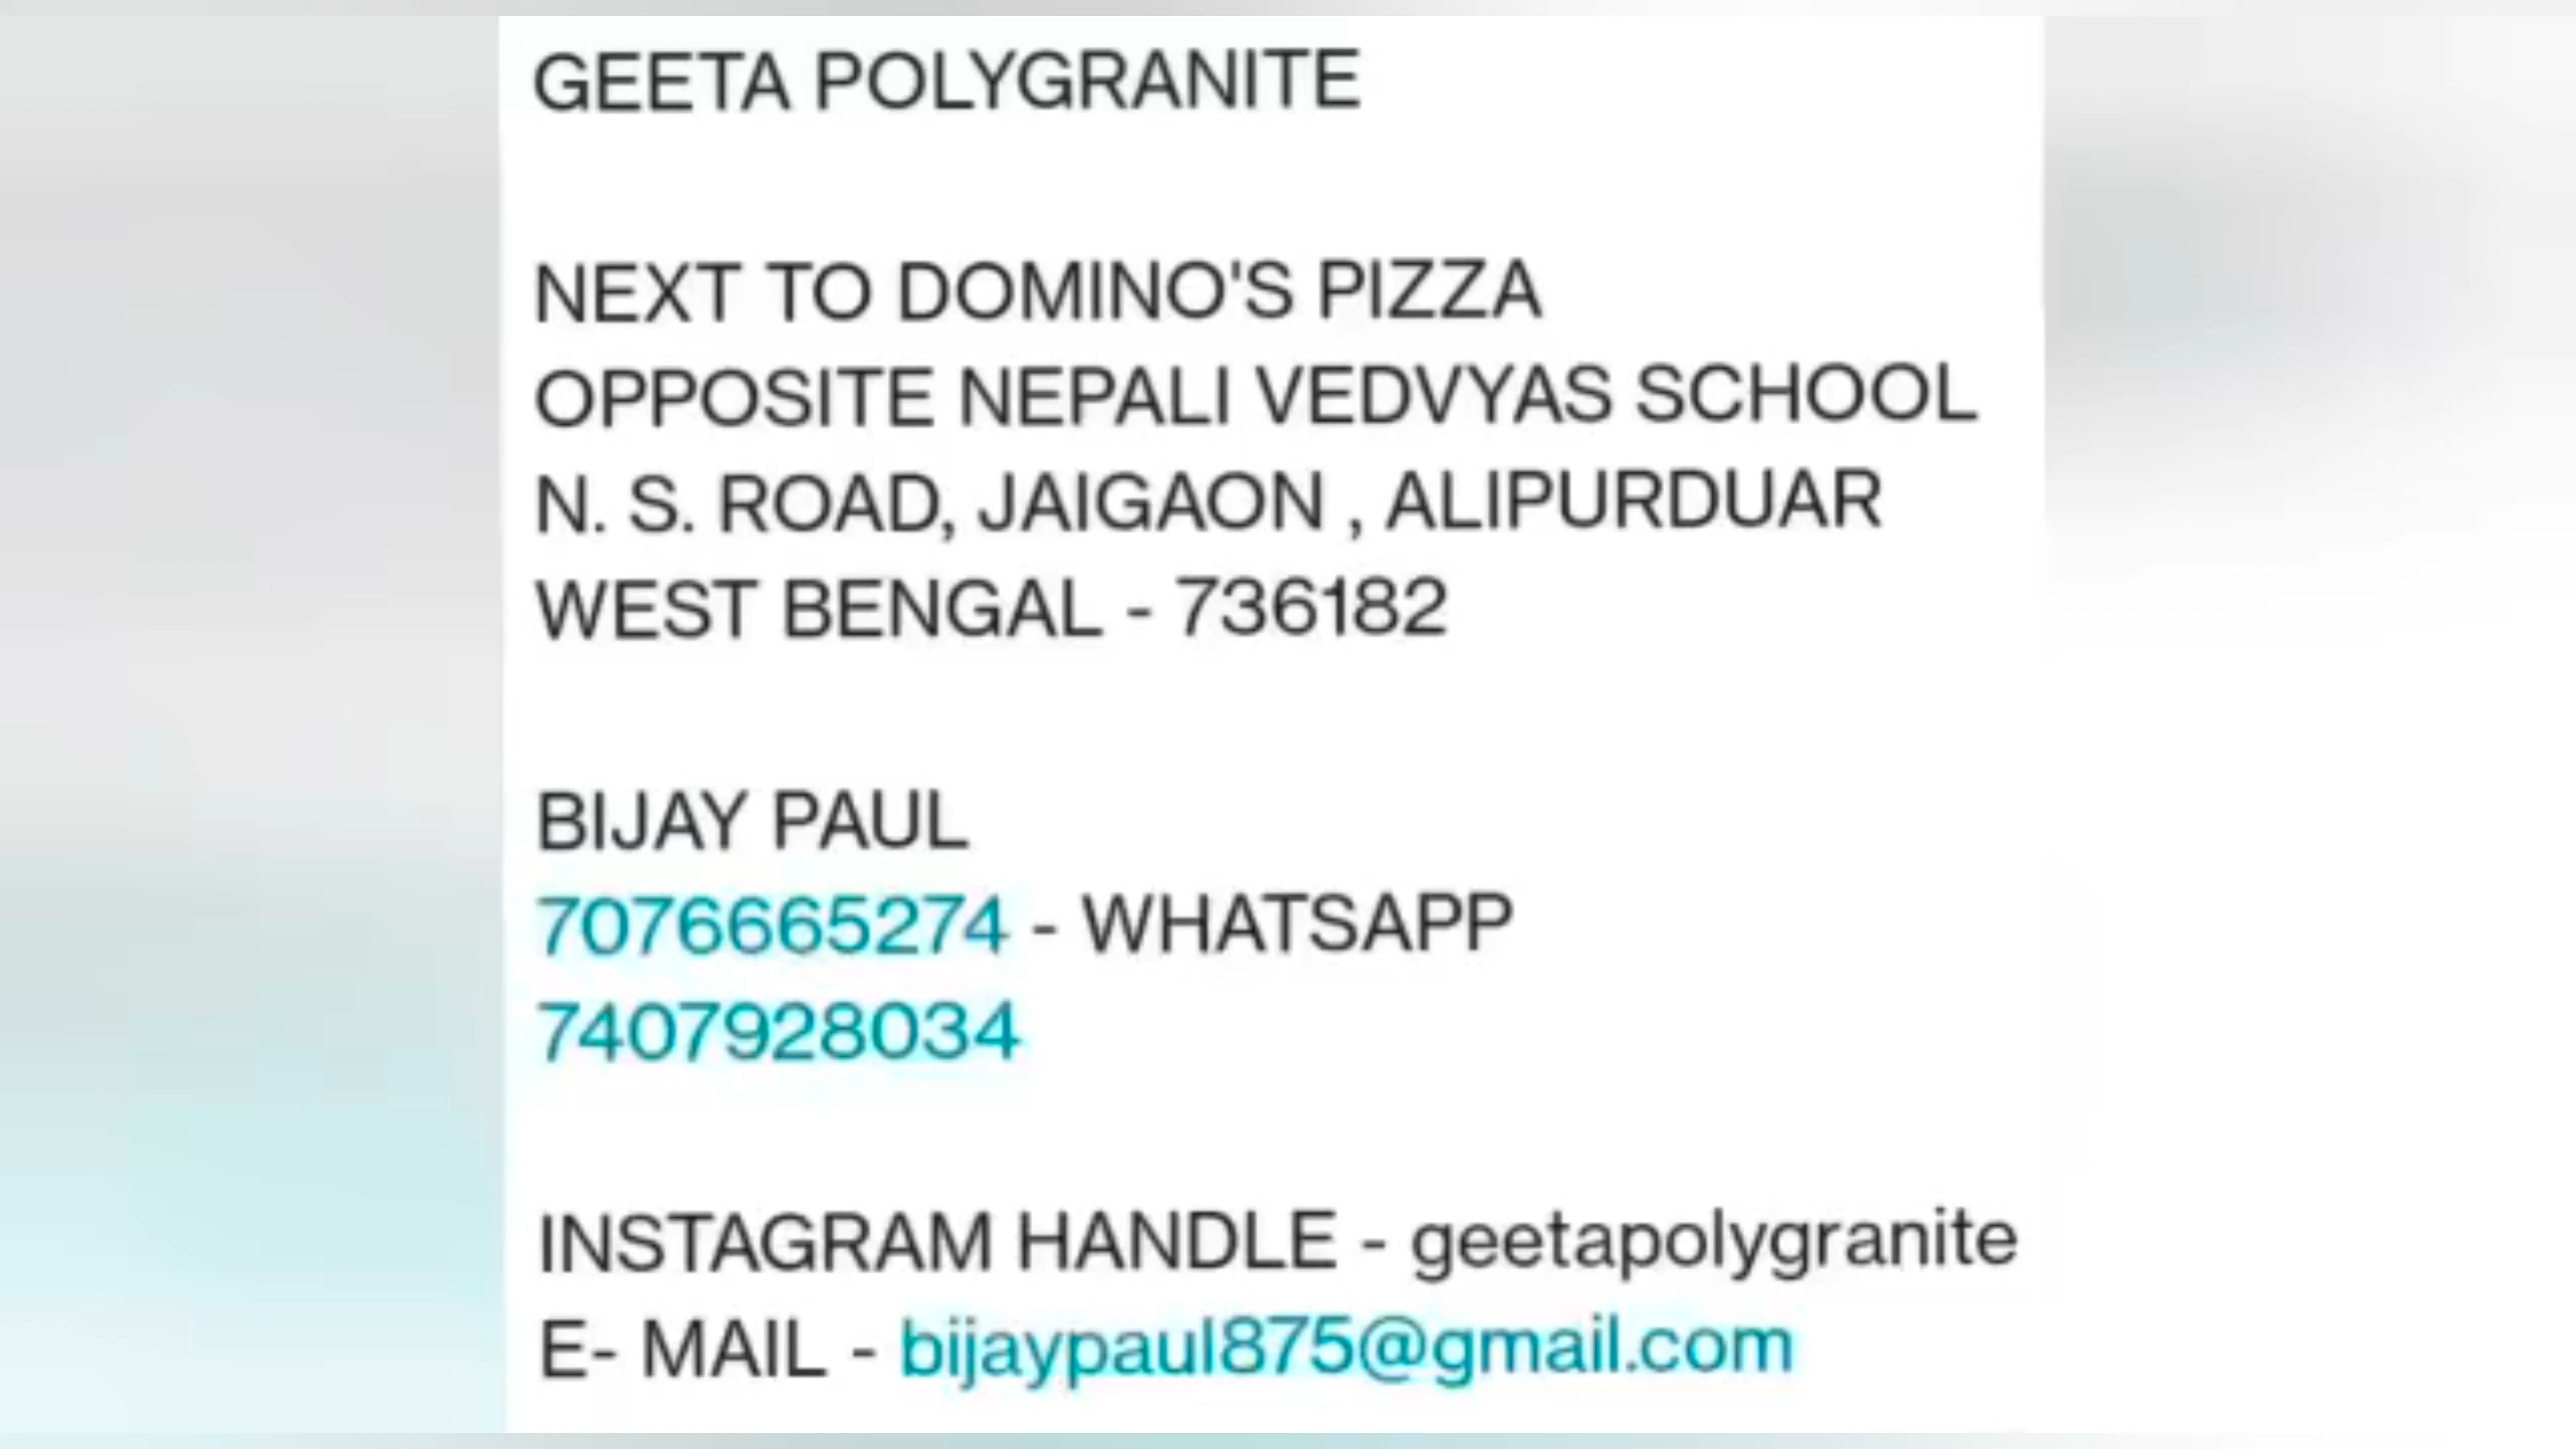 GEETA POLYGRANITE
NEXT TO DOMINO'S PIZZA
OPPOSITE NEPALI VEDVYAS SCHOOL
N. S. ROAD, JAIGAON , ALIPURDUAR
WEST BENGAL - 736182
BIJAY PAUL
7076665274 - WHATSAPP
7407928034
INSTAGRAM HANDLE - geetapolygranite
E- MAIL - bijaypaul875@gmail.com